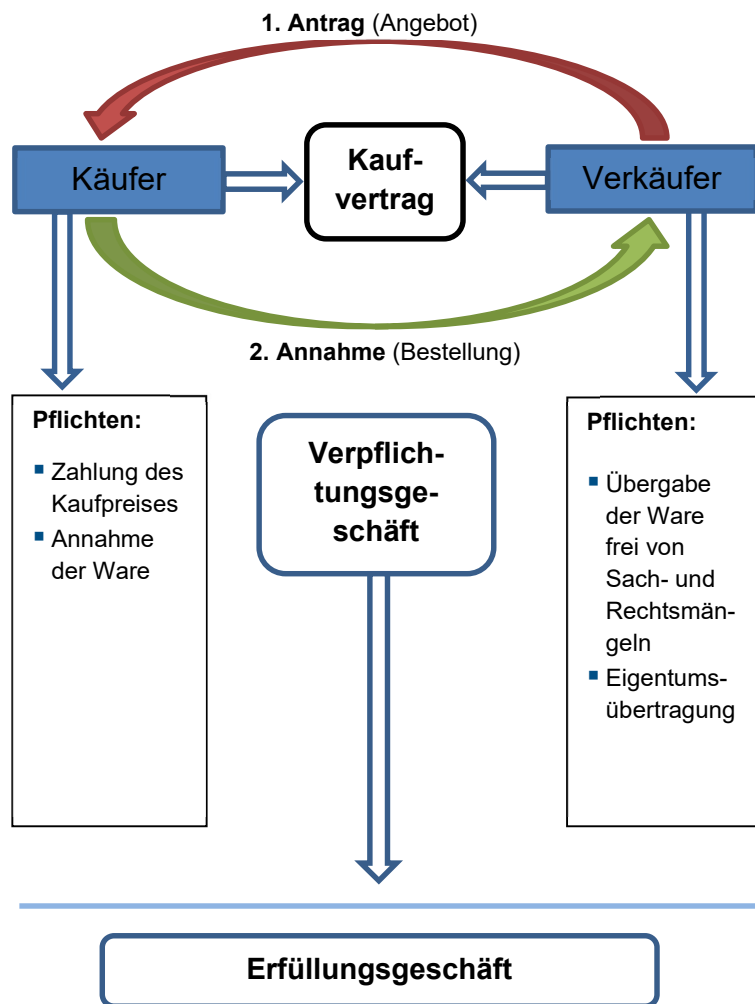 1. Antrag (Angebot)
Käufer
Kauf-
vertrag
Verkäufer
2. Annahme (Bestellung)
Pflichten:
▪ Zahlung des
Kaufpreises
▪ Annahme
der Ware
Verpflich-
tungsge-
schäft
Pflichten:
▪ Übergabe
der Ware
frei von
Sach- und
Rechtsmän-
geln
▪ Eigentums-
übertragung
Erfüllungsgeschäft